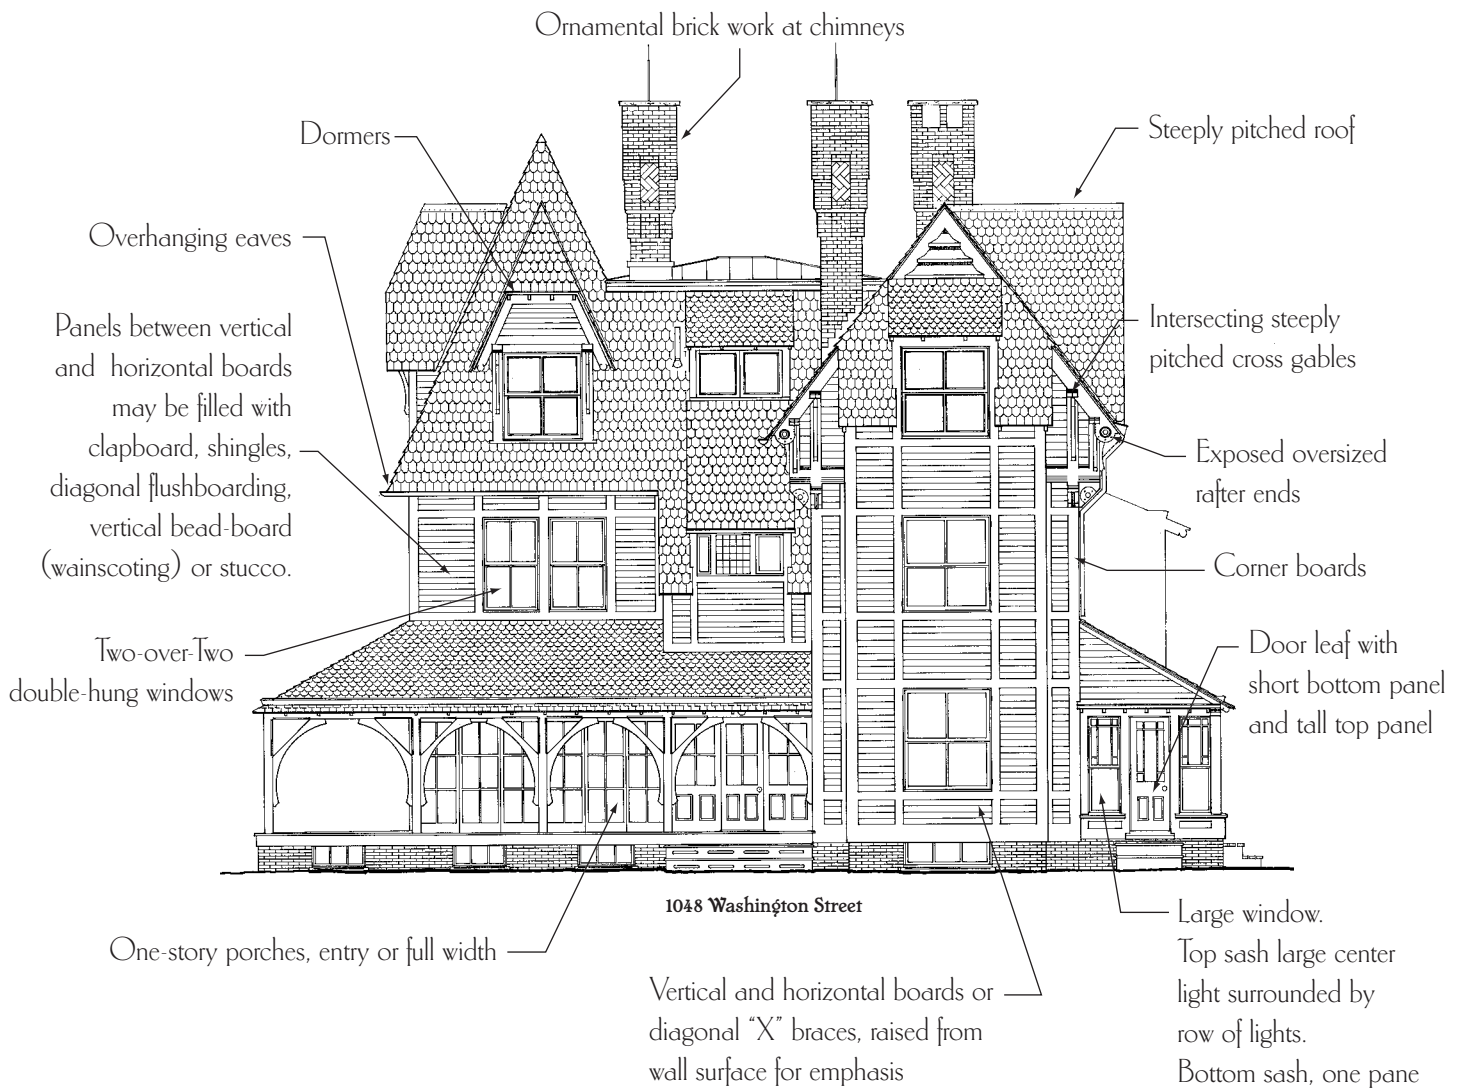 Ornamental brick work at chimneys
Dormers
Steeply pitched roof
Overhanging eaves
Panels between vertical
and horizontal boards
may be filled with
clapboard, shingles,
diagonal flushboarding,
vertical bead-board
(wainscoting) or stucco.
Intersecting steeply
pitched cross gables
Exposed oversized
rafter ends
Corner boards
Two-over-Two
double-hung windows
Door leaf with
short bottom panel
and tall top panel
1048 Washington Street
One-story porches, entry or full width
Vertical and horizontal boards or
diagonal “X” braces, raised from
wall surface for emphasis
Large window.
Top sash large center
light surrounded by
row of lights.
Bottom sash, one pane